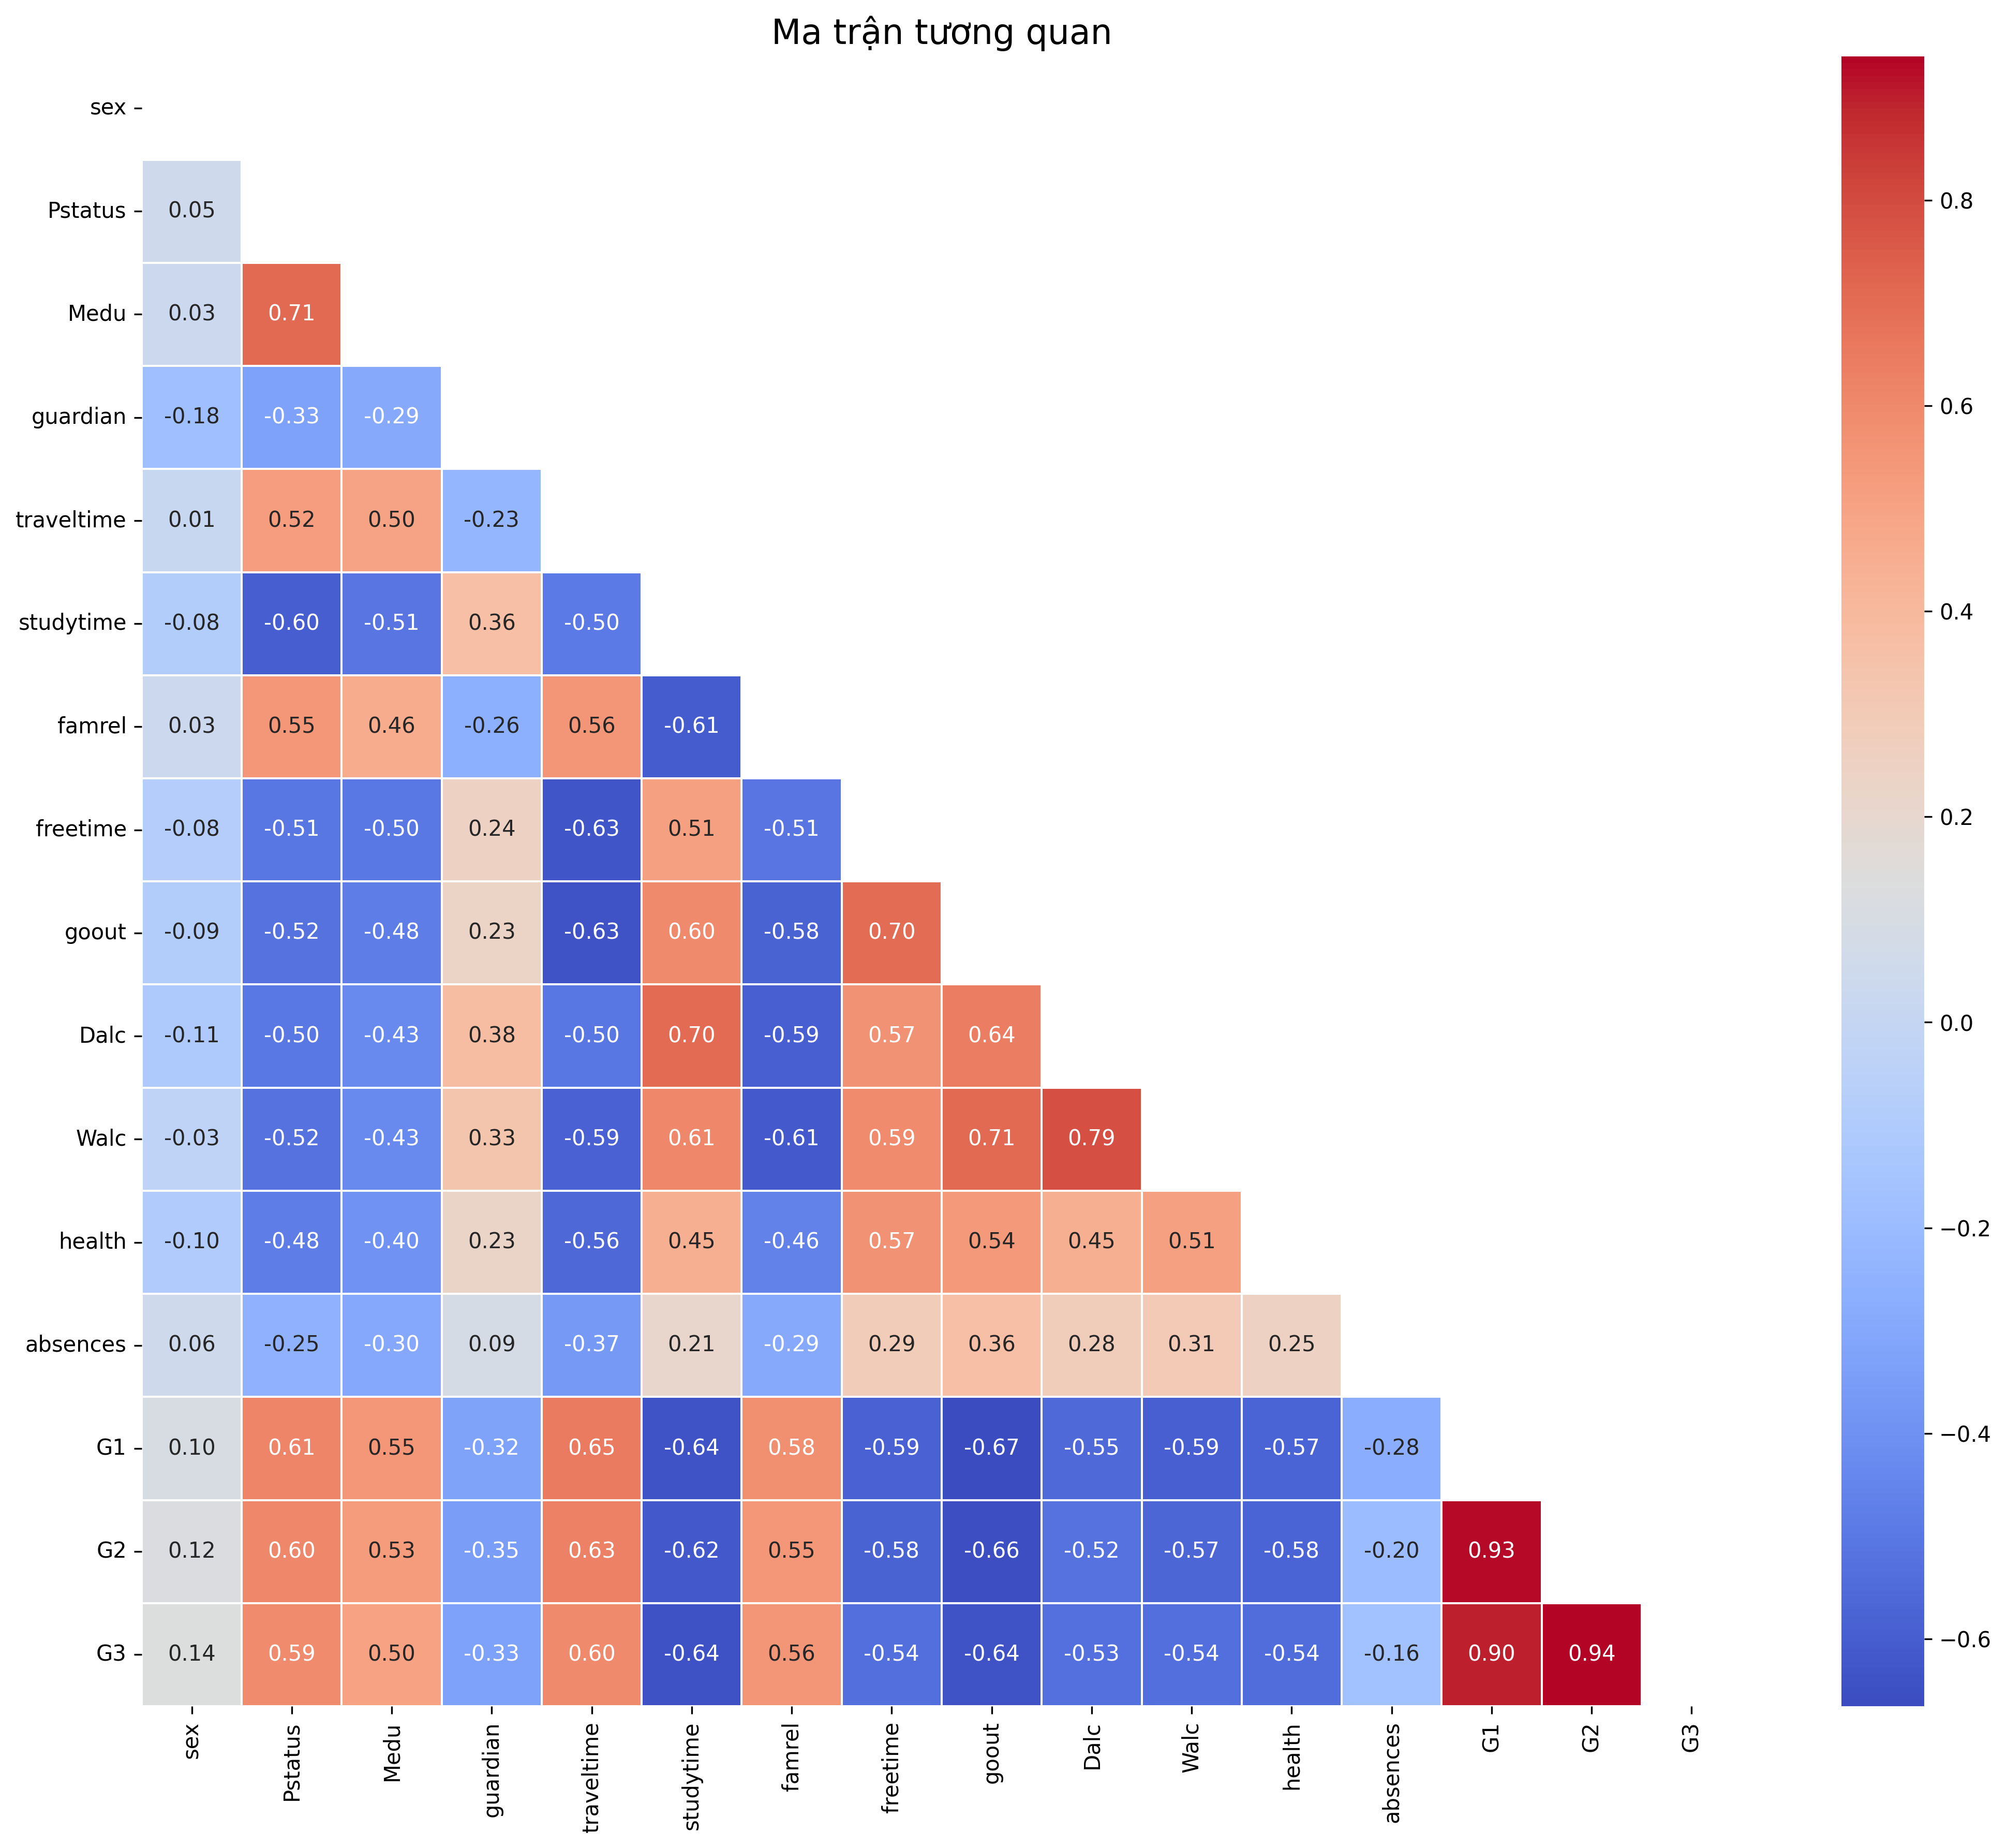 Ma trận tương quan
sex
Pstatus 0.05
Medu 0.03 0.71
guardian -0.18 -0.33 -0.29
traveltime 0.01 0.52 0.50 -0.23
studytime -0.08 -0.60 -0.51 0.36 -0.50
famrel 0.03 0.55 0.46 -0.26 0.56 -0.61
freetime -0.08 -0.51 -0.50 0.24 -0.63 0.51 -0.51
goout -0.09 -0.52 -0.48 0.23 -0.63 0.60 -0.58 0.70
Dalc -0.11 -0.50 -0.43 0.38 -0.50 0.70 -0.59 0.57 0.64
Walc -0.03 -0.52 -0.43 0.33 -0.59 0.61 -0.61 0.59 0.71 0.79
health -0.10 -0.48 -0.40 0.23 -0.56 0.45 -0.46 0.57 0.54 0.45 0.51
absences 0.06 -0.25 -0.30 0.09 -0.37 0.21 -0.29 0.29 0.36 0.28 0.31 0.25
G1 0.10 0.61 0.55 -0.32 0.65 -0.64 0.58 -0.59 -0.67 -0.55 -0.59 -0.57 -0.28
G2 0.12 0.60 0.53 -0.35 0.63 -0.62 0.55 -0.58 -0.66 -0.52 -0.57 -0.58 -0.20 0.93
G3 0.14 0.59 0.50 -0.33 0.60 -0.64 0.56 -0.54 -0.64 -0.53 -0.54 -0.54 -0.16 0.90 0.94
sex Pstatus Medu guardian traveltime studytime famrel freetime goout Dalc Walc health absences G1 G2 G3
0.8
0.6
0.4
0.2
0.0
−0.2
−0.4
−0.6